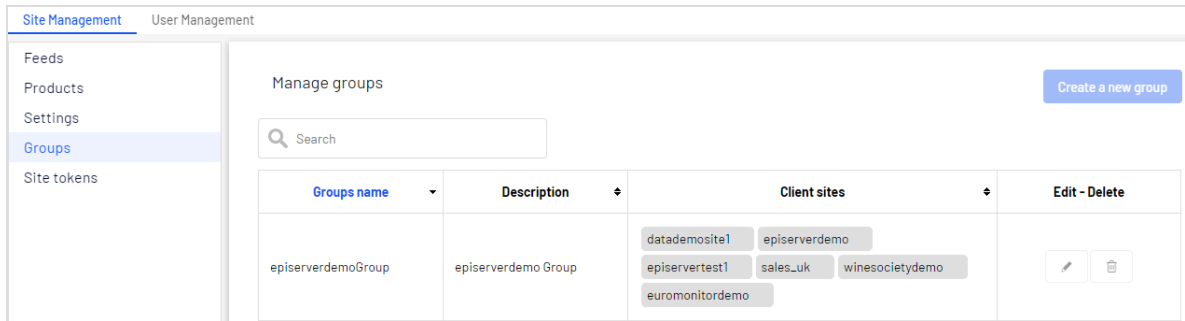 Site Management User Management
Feeds
Products
Settings
Groups
Site tokens
Manage groups
Create a new group
Search
Groups name Description Client sites Edit - Delete
episerverdemoGroup episerverdemo Group
datademosite1 episerverdemo
episervertest1 sales_uk winesocietydemo
euromonitordemo